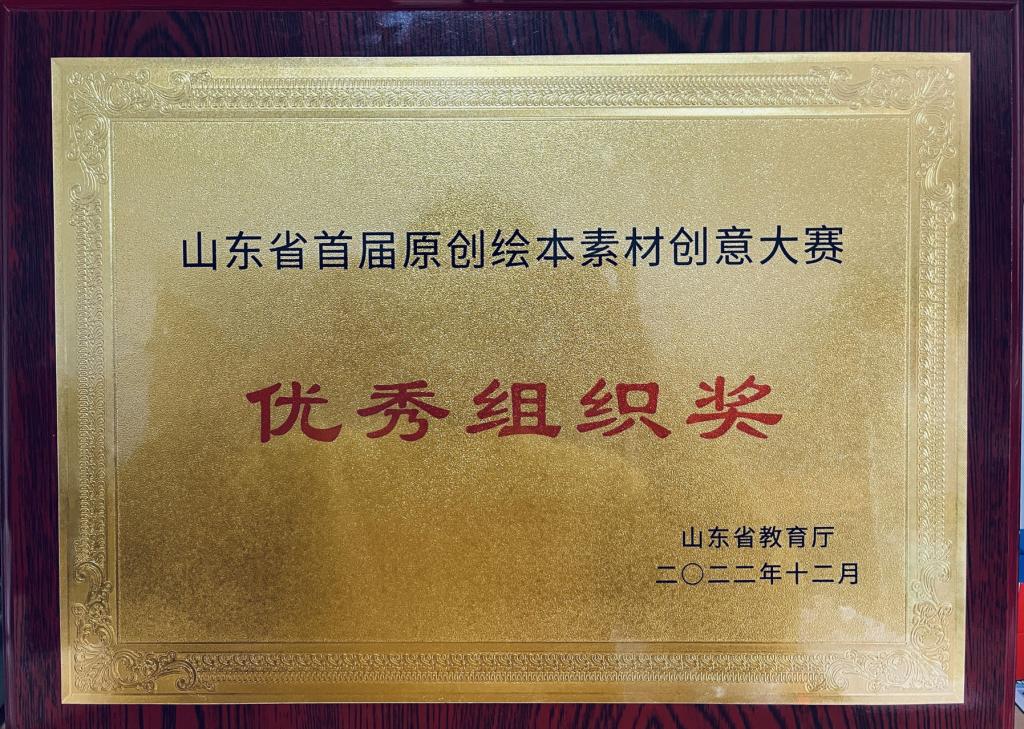 山东省首届原创绘本素材创意大赛
优秀组织奖
山东省教育厅
二〇二二年十二月